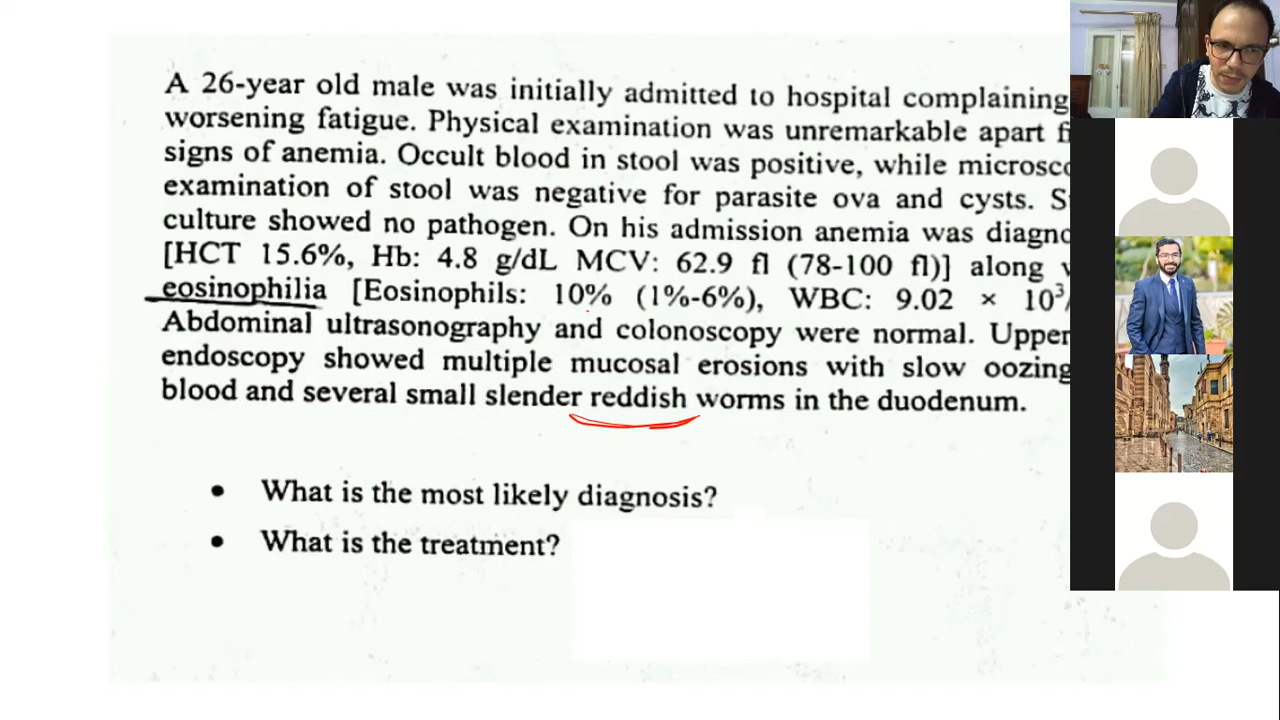 A 26-year old male was initially admitted to hospital complaining
worsening fatigue. Physical examination was unremarkable apart
signs of anemia. Occult blood in stool was positive, while
examination of stool was negative for parasite ova and cysts.
culture showed no pathogen. On his admission anemia was
[HCT 15.6%, Hb: 4.8 g/dL MCV: 62.9 fl (78-100 fl)] along
eosinophilia [Eosinophils: 10% (1%-6%), WBC: 9.02 × 10³/
Abdominal ultrasonography and colonoscopy were normal. Upper
endoscopy showed multiple mucosal erosions with slow oozing
blood and several small slender reddish worms in the duodenum.
• What is the most likely diagnosis?
• What is the treatment?